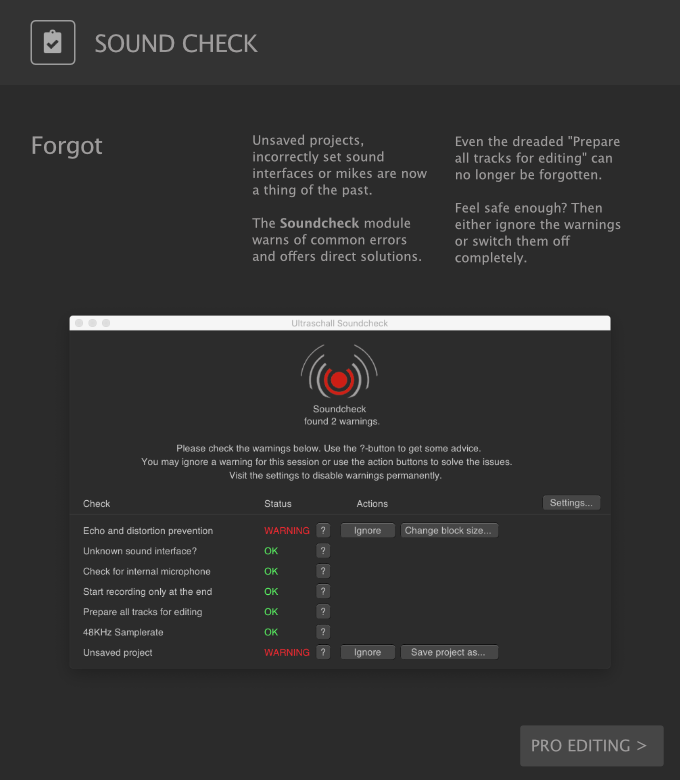 SOUND CHECK
Forgot
Unsaved projects,
incorrectly set sound
interfaces or mikes are now
a thing of the past.
The Soundcheck module
warns of common errors
and offers direct solutions.
Even the dreaded "Prepare
all tracks for editing" can
no longer be forgotten.
Feel safe enough? Then
either ignore the warnings
or switch them off
completely.
Ultraschall Soundcheck
Soundcheck
found 2 warnings.
Please check the warnings below. Use the ?-button to get some advice.
You may ignore a warning for this session or use the action buttons to solve the issues.
Visit the settings to disable warnings permanently.
Check Status Actions Settings...
Echo and distortion prevention WARNING ? Ignore Change block size...
Unknown sound interface? OK ?
Check for internal microphone OK ?
Start recording only at the end OK ?
Prepare all tracks for editing OK ?
48KHz Samplerate OK ?
Unsaved project WARNING ? Ignore Save project as...
PRO EDITING >